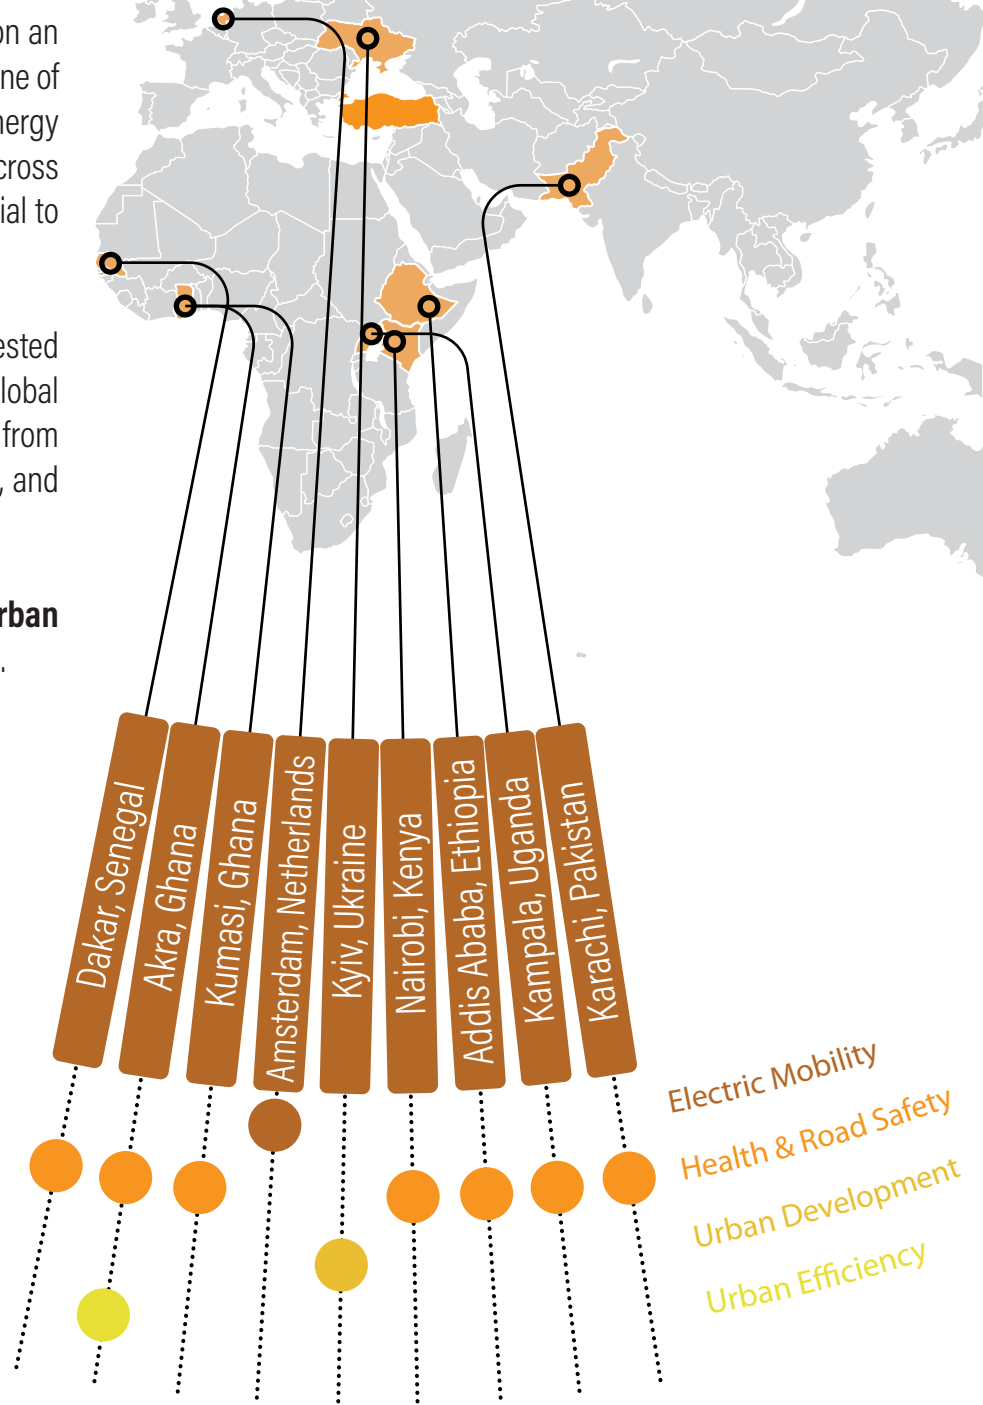 on an
ne of
nergy
cross
ial to
ested
lobal
from
, and
rban
.
Dakar, Senegal
Akra, Ghana
Kumasi, Ghana
Amsterdam, Netherlands
Kyiv, Ukraine
Nairobi, Kenya
Addis Ababa, Ethiopia
Kampala, Uganda
Karachi, Pakistan
Electric Mobility
Health & Road Safety
Urban Development
Urban Efficiency